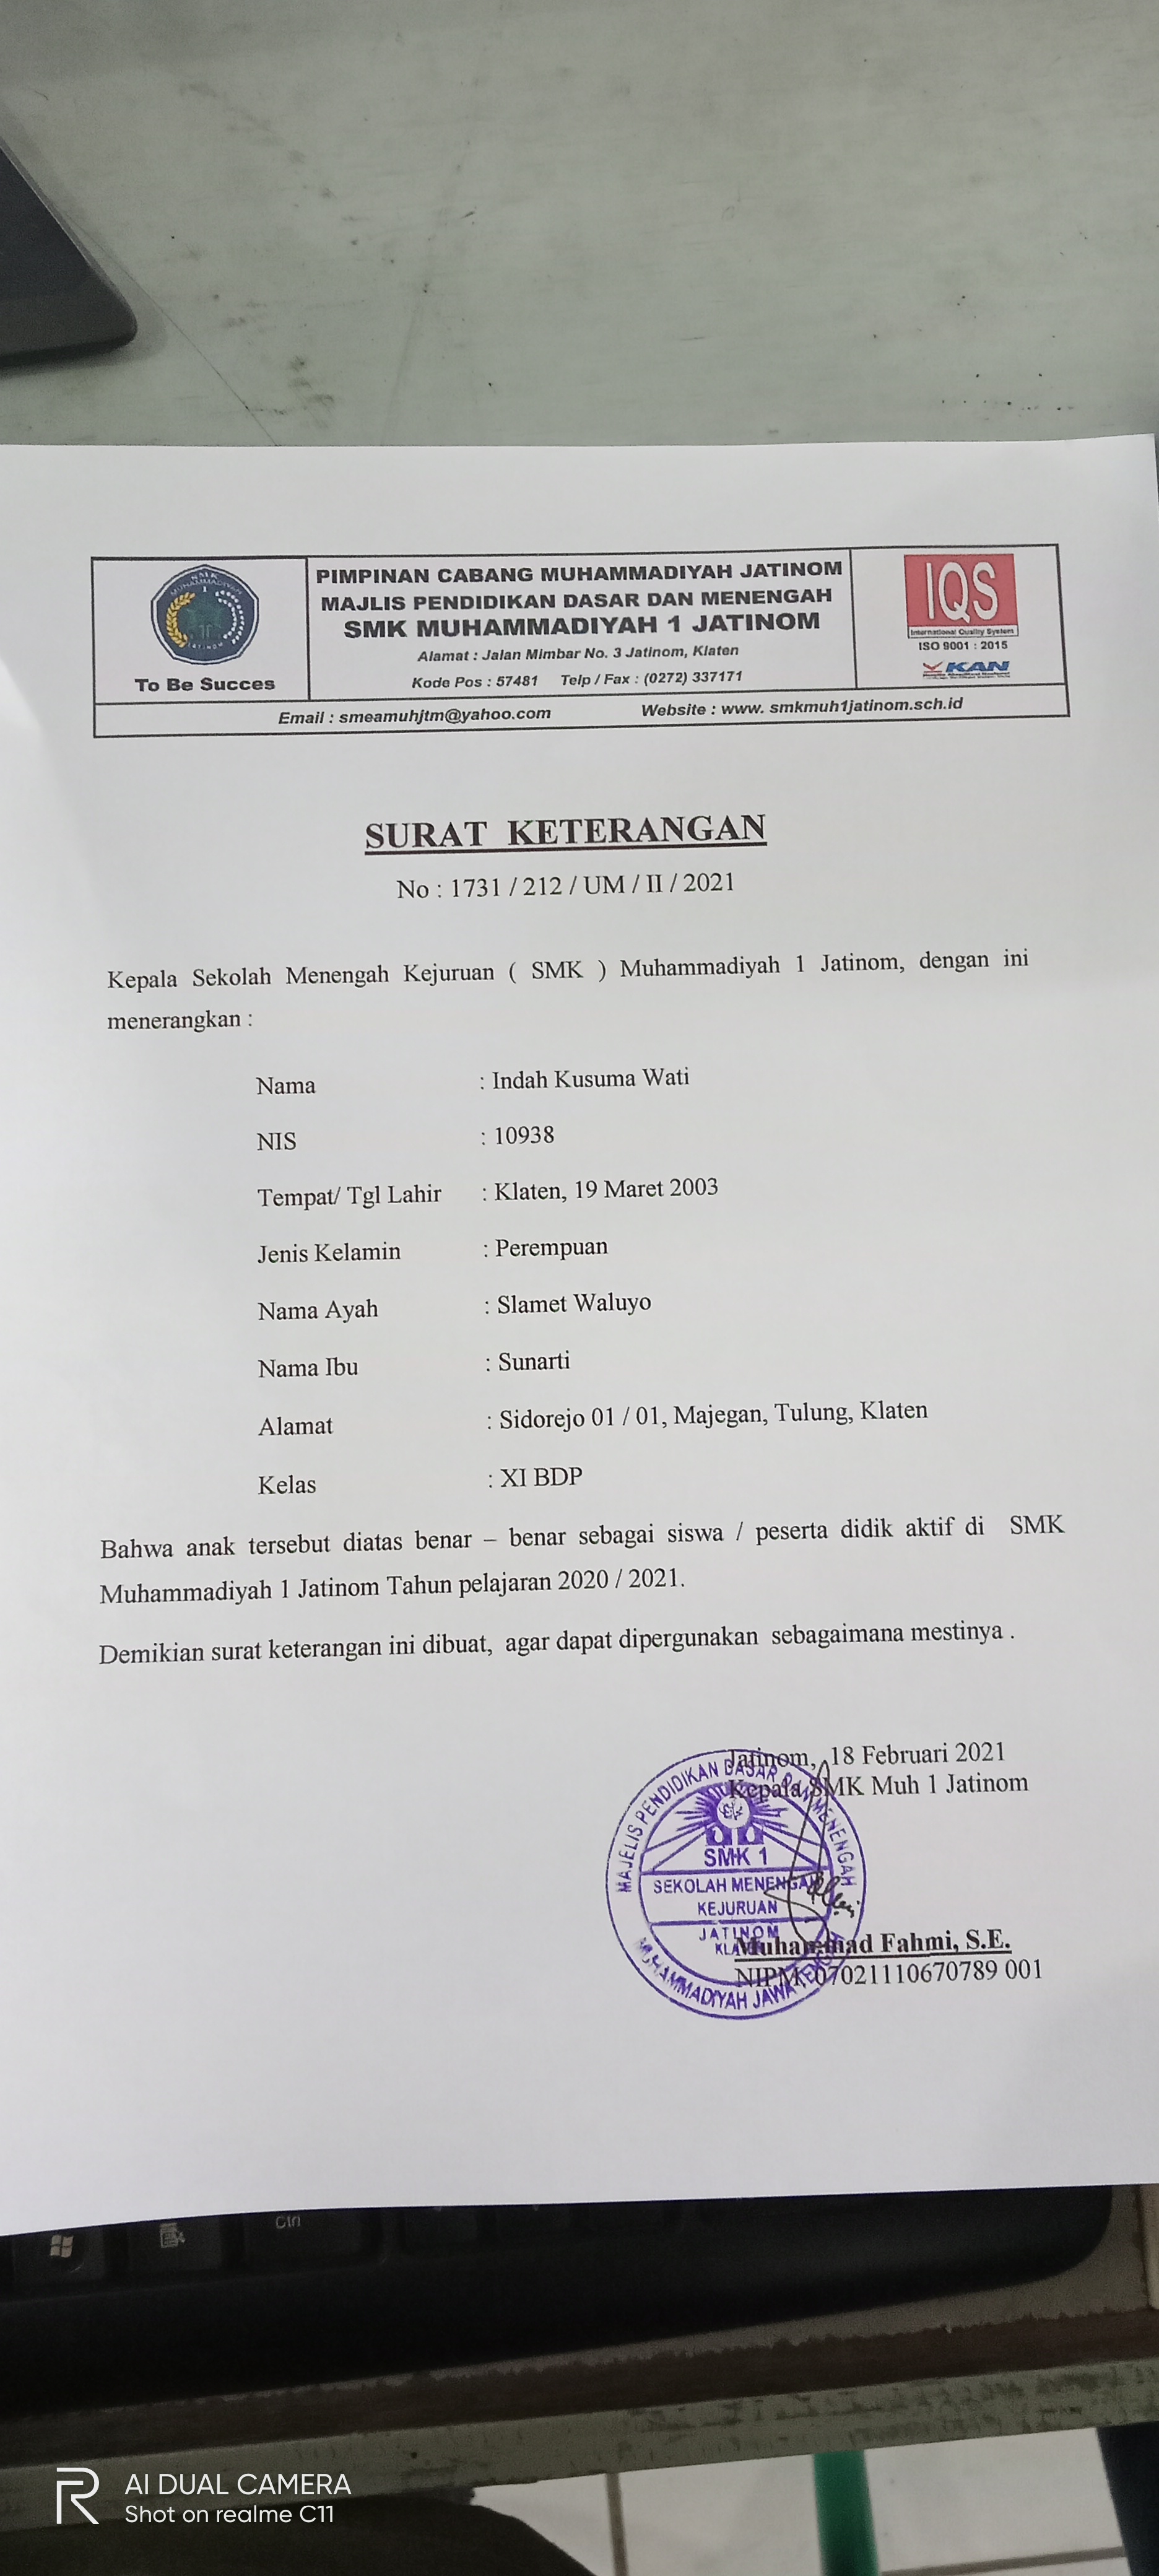 SMK
MUHAMMADIYAH
1
JATINOM
To Be Succes
PIMPINAN CABANG MUHAMMADIYAH JATINOM
MAJLIS PENDIDIKAN DASAR DAN MENENGAH
SMK MUHAMMADIYAH 1 JATINOM
Alamat : Jalan Mimbar No. 3 Jatinom, Klaten
Kode Pos : 57481 Telp / Fax : (0272) 337171
IQS
International Quality System
ISO 9001 : 2015
KAN
Email : smeamuhjtm@yahoo.com Website : www. smkmuh1jatinom.sch.id
SURAT KETERANGAN
No : 1731 / 212 / UM / II / 2021
Kepala Sekolah Menengah Kejuruan ( SMK ) Muhammadiyah 1 Jatinom, dengan ini
menerangkan :
Nama : Indah Kusuma Wati
NIS : 10938
Tempat/ Tgl Lahir : Klaten, 19 Maret 2003
Jenis Kelamin : Perempuan
Nama Ayah : Slamet Waluyo
Nama Ibu : Sunarti
Alamat : Sidorejo 01 / 01, Majegan, Tulung, Klaten
Kelas : XI BDP
Bahwa anak tersebut diatas benar – benar sebagai siswa / peserta didik aktif di SMK
Muhammadiyah 1 Jatinom Tahun pelajaran 2020 / 2021.
Demikian surat keterangan ini dibuat, agar dapat dipergunakan sebagaimana mestinya .
Jatinom, 18 Februari 2021
Kepala SMK Muh 1 Jatinom
MAJELIS PENDIDIKAN DASAR DAN MENENGAH
SMK 1
SEKOLAH MENENGAH
KEJURUAN
JATINOM
MUHAMMADIYAH JAWA TENGAH
Muhammad Fahmi, S.E.
NIPM. 07021110670789 001
Ctrl
AI DUAL CAMERA
Shot on realme C11